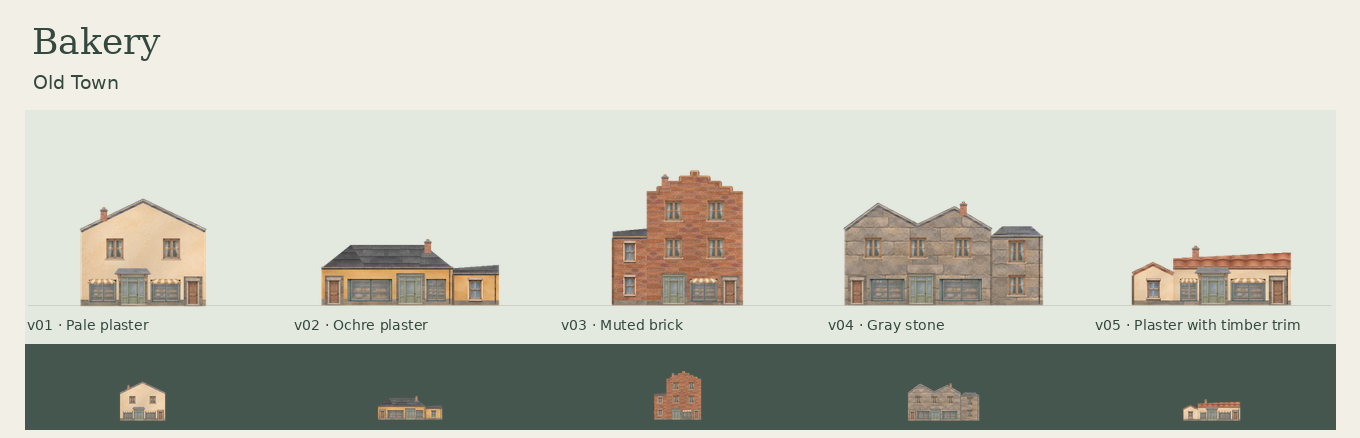 Bakery
Old Town
v01 · Pale plaster
v02 · Ochre plaster
v03 · Muted brick
v04 · Gray stone
v05 · Plaster with timber trim